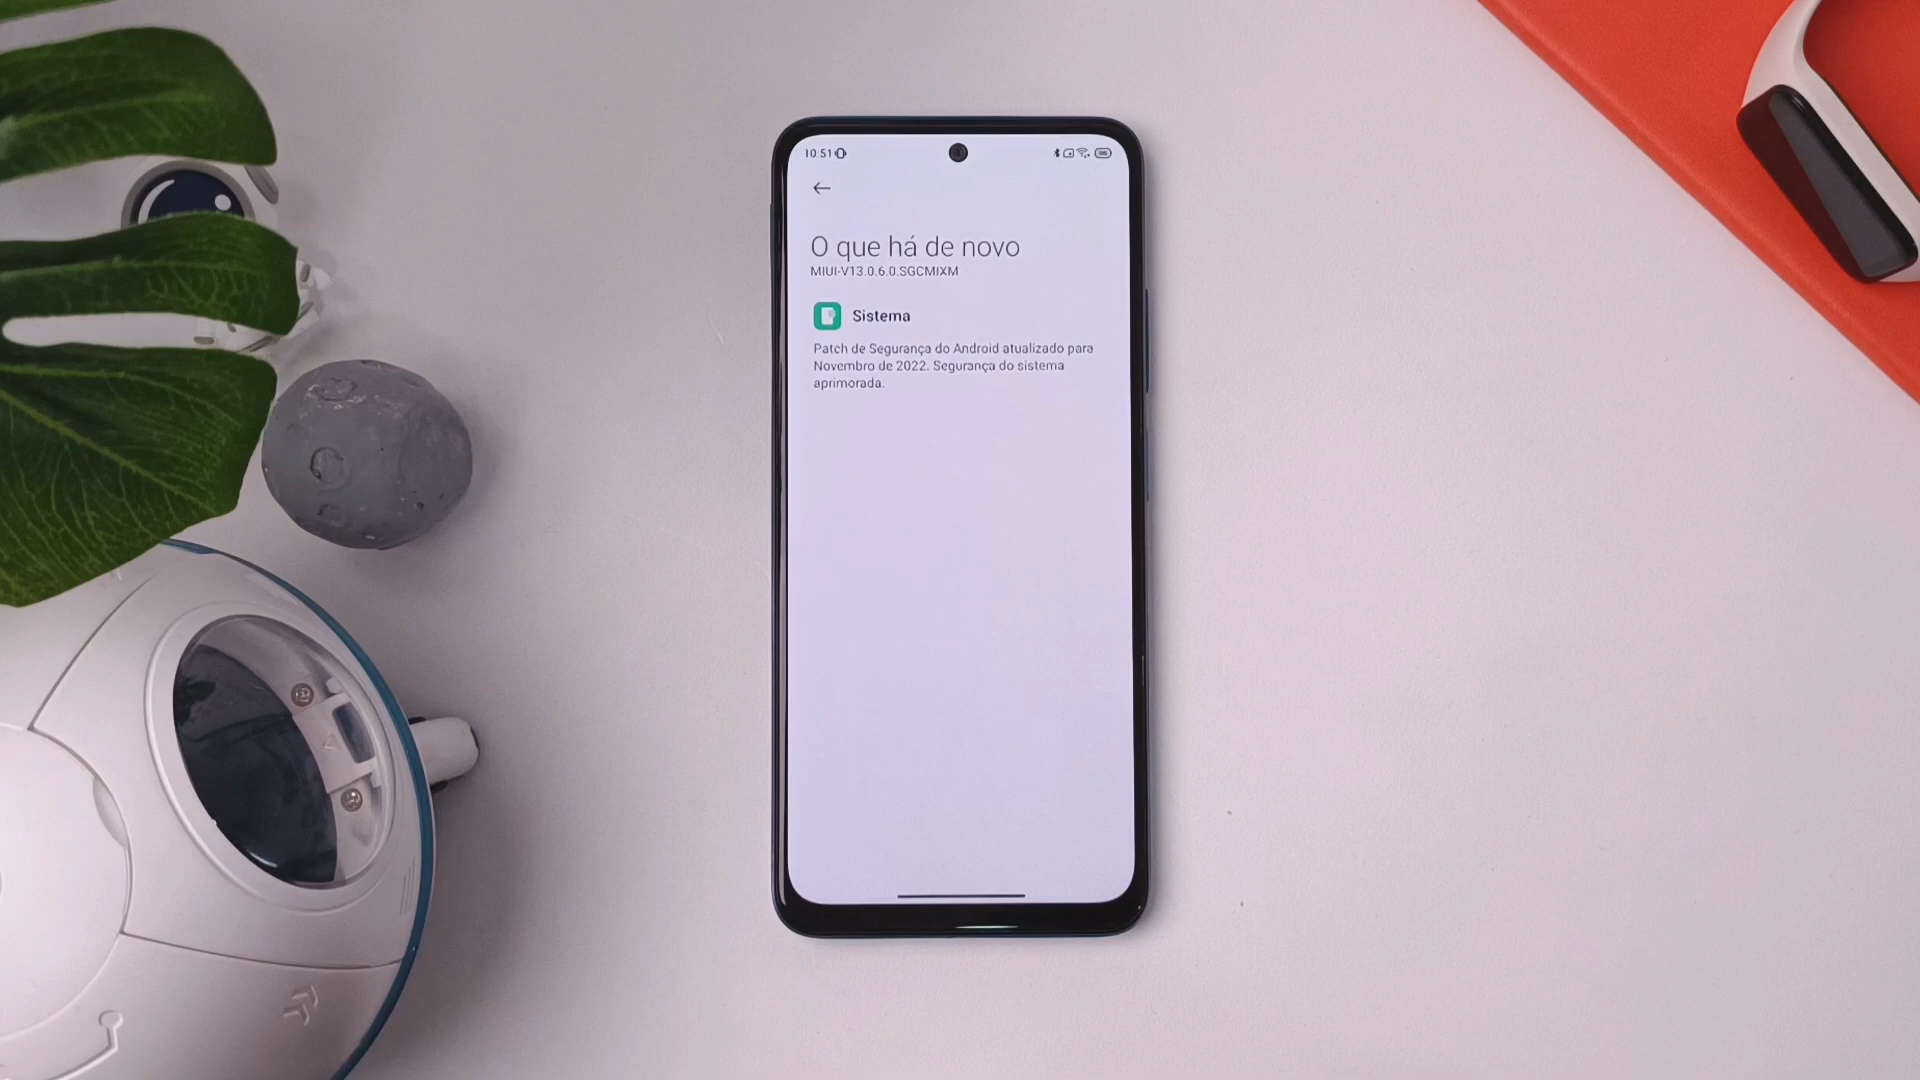 10:51
O que há de novo
MIUI-V13.0.6.0.SGCMIXM
Sistema
Patch de Segurança do Android atualizado para
Novembro de 2022. Segurança do sistema
aprimorada.